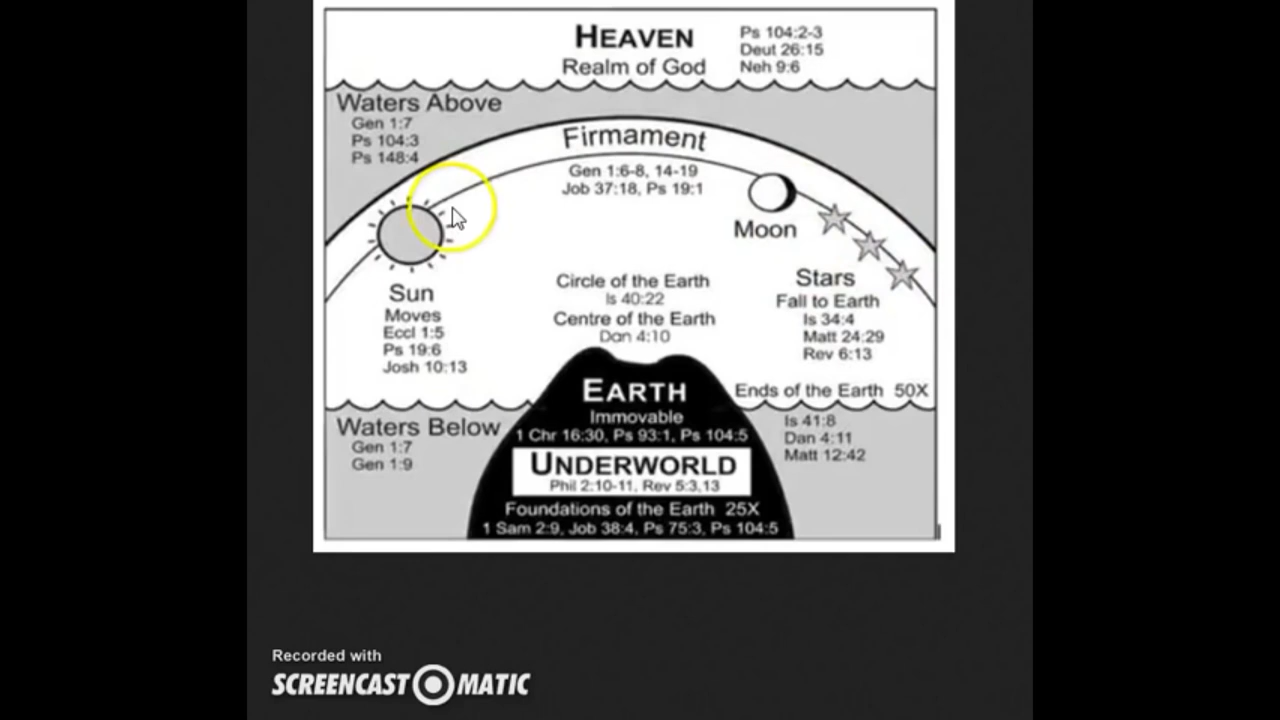 HEAVEN
Realm of God
Ps 104:2-3
Deut 26:15
Neh 9:6
Waters Above
Gen 1:7
Ps 104:3
Ps 148:4
Firmament
Gen 1:6-8, 14-19
Job 37:18, Ps 19:1
Moon
Sun
Moves
Eccl 1:5
Ps 19:6
Josh 10:13
Circle of the Earth
Is 40:22
Centre of the Earth
Dan 4:10
Stars
Fall to Earth
Is 34:4
Matt 24:29
Rev 6:13
Ends of the Earth 50X
Is 41:8
Dan 4:11
Matt 12:42
Waters Below
Gen 1:7
Gen 1:9
EARTH
Immovable
1 Chr 16:30, Ps 93:1, Ps 104:5
UNDERWORLD
Phil 2:10-11, Rev 5:3,13
Foundations of the Earth 25X
1 Sam 2:9, Job 38:4, Ps 75:3, Ps 104:5
Recorded with
SCREENCAST MATIC